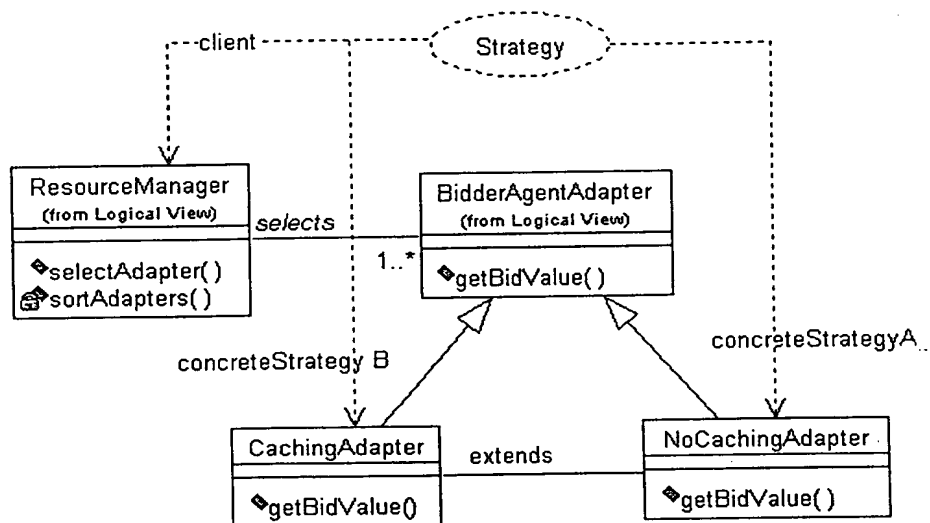 client
Strategy
ResourceManager
(from Logical View)
selects
BidderAgentAdapter
(from Logical View)
1..*
selectAdapter()
sortAdapters()
getBidValue()
concreteStrategy B
concreteStrategyA..
CachingAdapter
extends
NoCachingAdapter
getBidValue()
getBidValue()